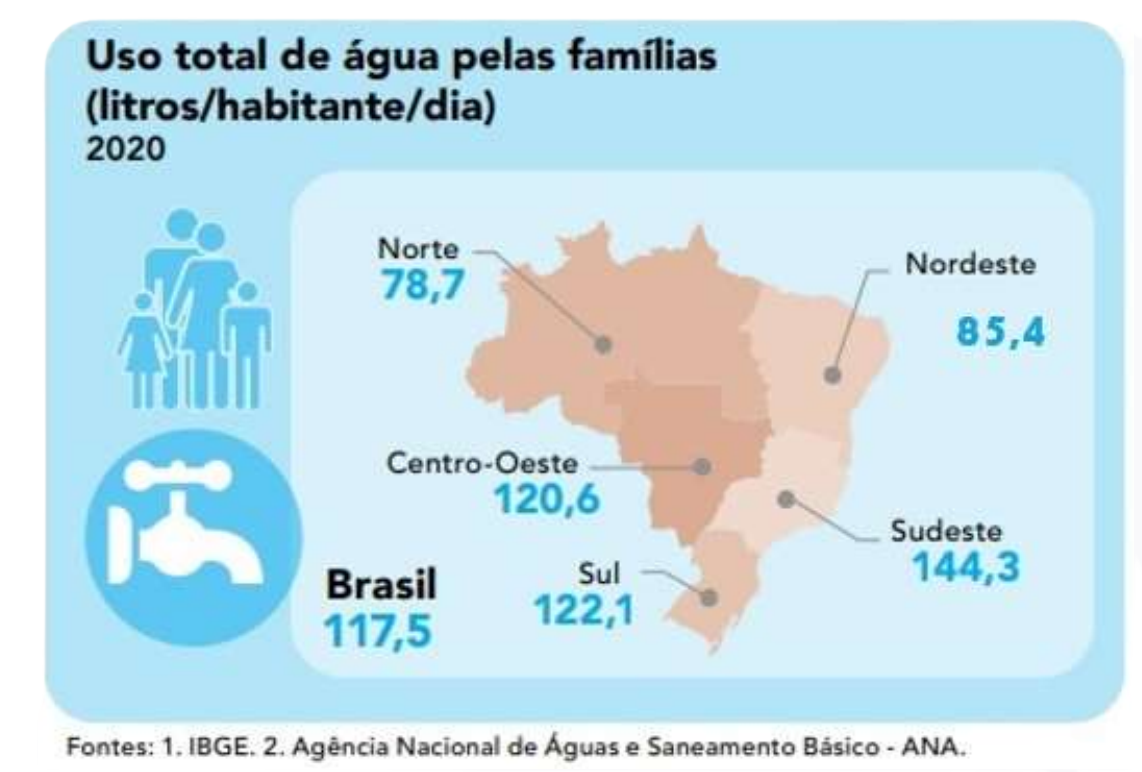 Uso total de água pelas famílias
(litros/habitante/dia)
2020
Norte
78,7
Nordeste
85,4
Centro-Oeste
120,6
Sudeste
144,3
Sul
122,1
Brasil
117,5
Fontes: 1. IBGE. 2. Agência Nacional de Águas e Saneamento Básico - ANA.